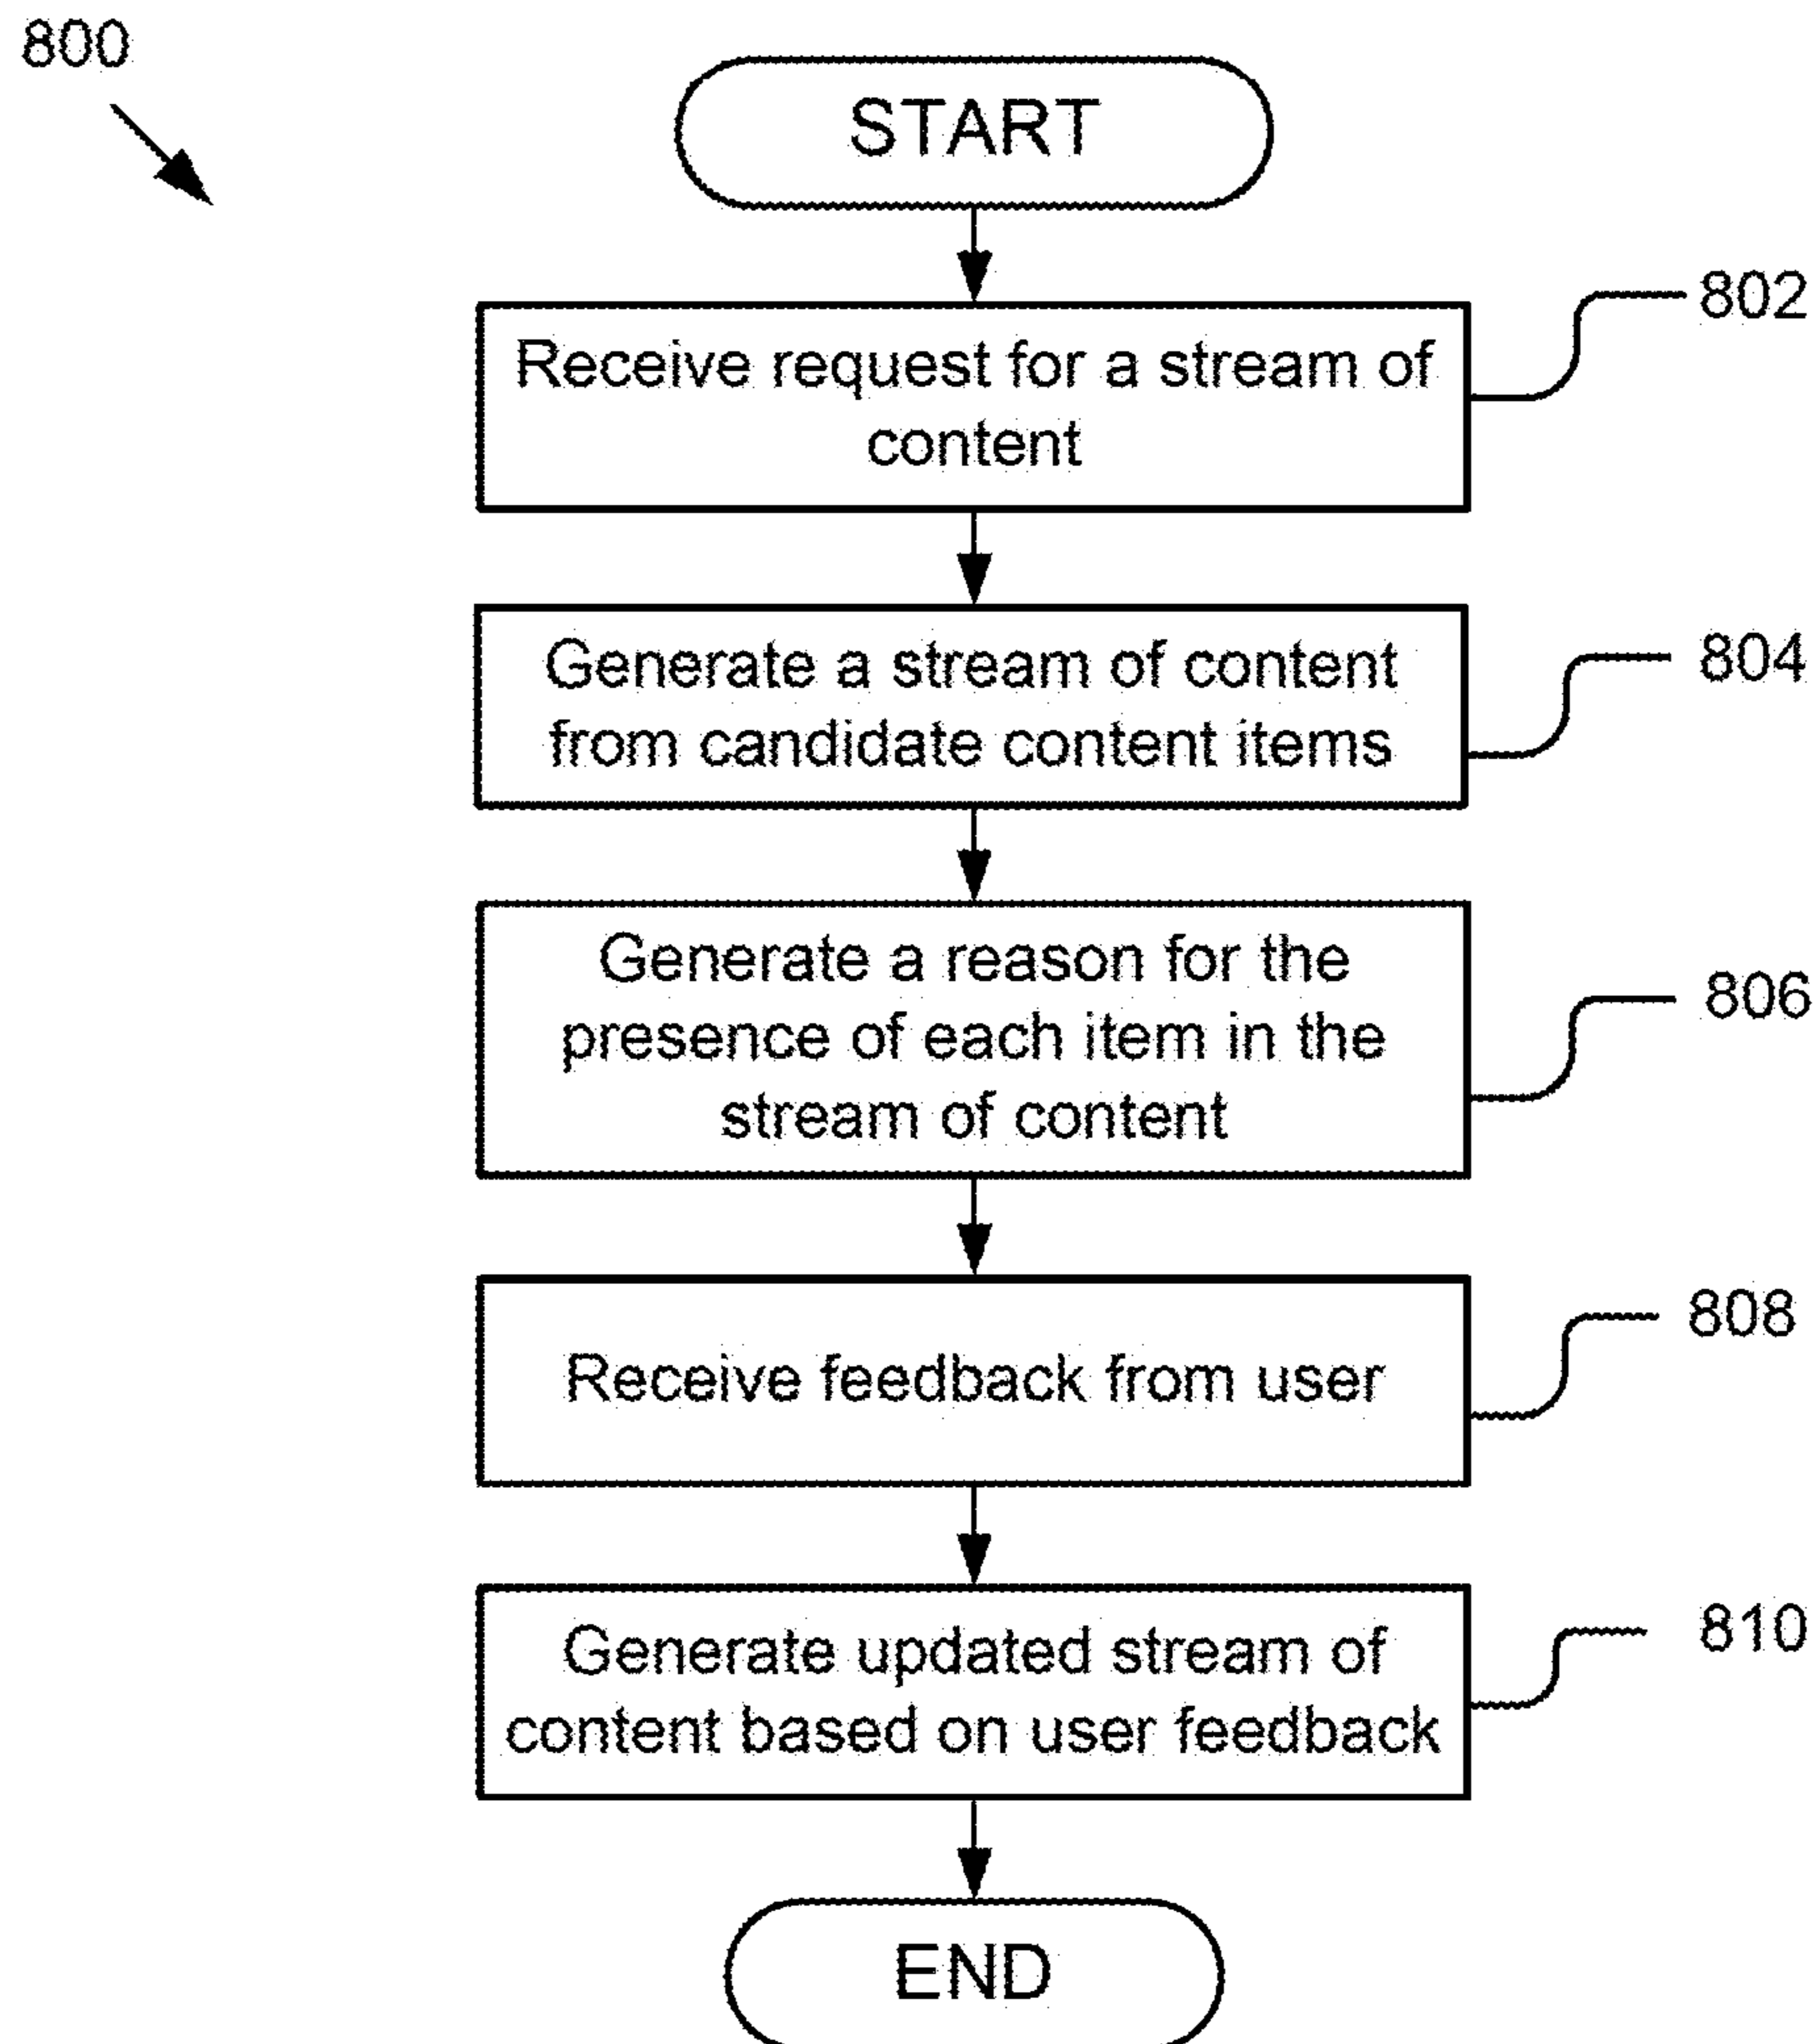 800
START
802
Receive request for a stream of
content
804
Generate a stream of content
from candidate content items
806
Generate a reason for the
presence of each item in the
stream of content
808
Receive feedback from user
810
Generate updated stream of
content based on user feedback
END